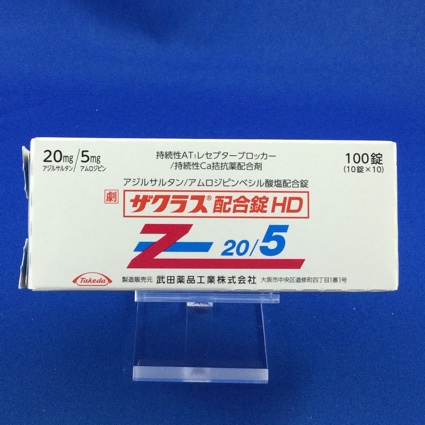 20mg/5mg
アジルサルタン/アムロジピン
持続性AT₁レセプターブロッカー
/持続性Ca拮抗薬配合剤
100錠
(10錠×10)
アジルサルタン/アムロジピンベシル酸塩配合錠
劇 ザクラス®配合錠HD
Z 20/5
Takeda
製造販売元 武田薬品工業株式会社 大阪市中央区道修町四丁目1番1号